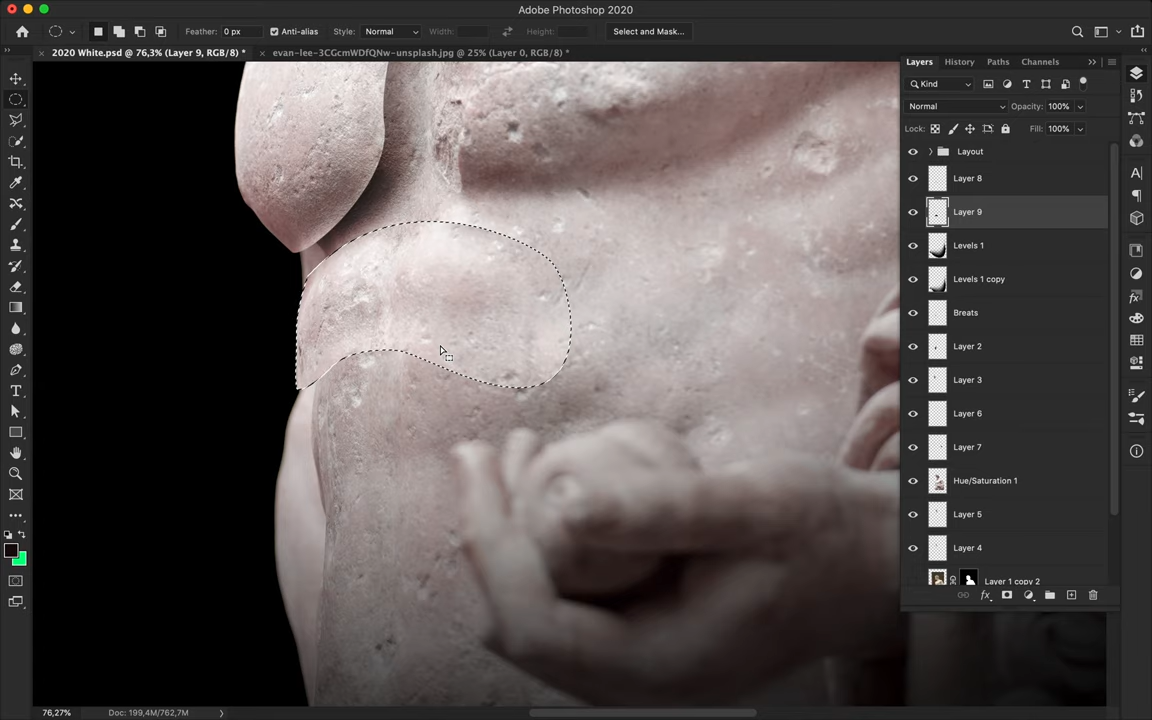 Adobe Photoshop 2020
Feather: 0 px Anti-alias Style: Normal Width: Height: Select and Mask...
2020 White.psd @ 76,3% (Layer 9, RGB/8) * evan-lee-3CGcmWDfQNw-unsplash.jpg @ 25% (Layer 0, RGB/8) *
Layers History Paths Channels
Kind
Normal Opacity: 100%
Lock: Fill: 100%
Layout
Layer 8
Layer 9
Levels 1
Levels 1 copy
Breats
Layer 2
Layer 3
Layer 6
Layer 7
Hue/Saturation 1
Layer 5
Layer 4
Layer 1 copy 2
fx
76,27% Doc: 199,4M/762,7M